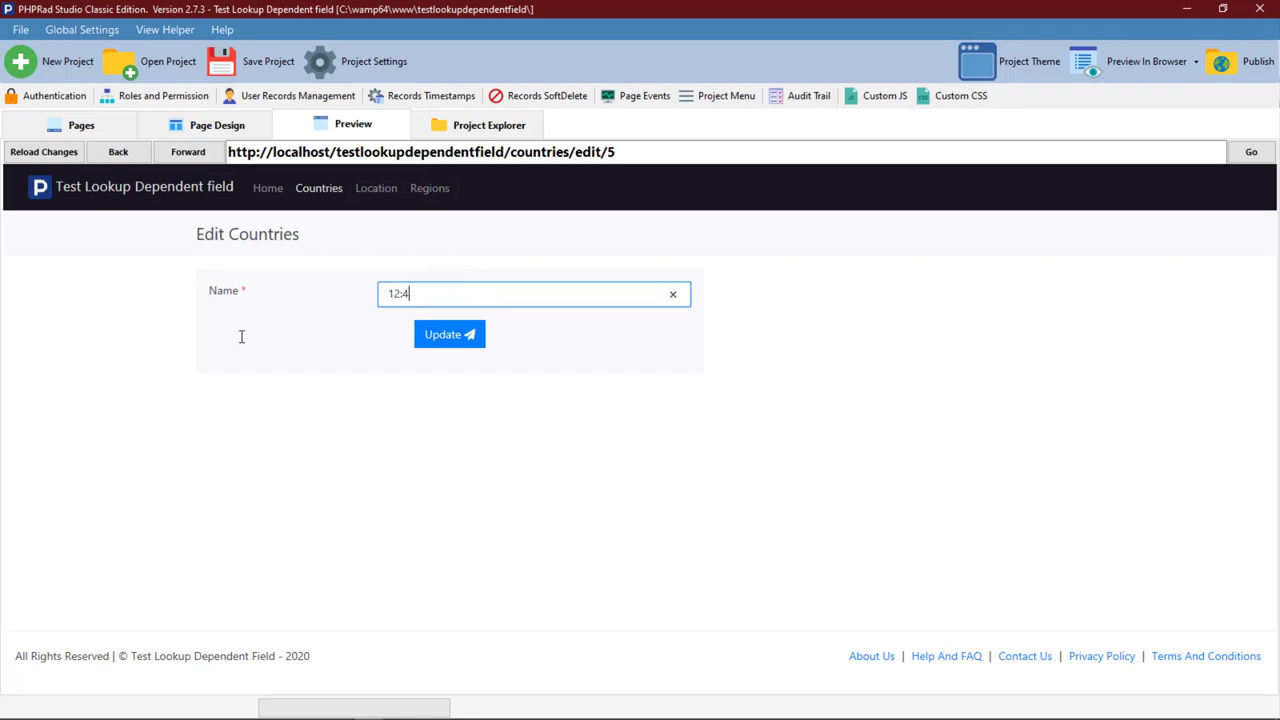 PHPRad Studio Classic Edition. Version 2.7.3 - Test Lookup Dependent field [C:\wamp64\www\testlookupdependentfield\]
File Global Settings View Helper Help
New Project Open Project Save Project Project Settings Project Theme Preview In Browser Publish
Authentication Roles and Permission User Records Management Records Timestamps Records SoftDelete Page Events Project Menu Audit Trail Custom JS Custom CSS
Pages Page Design Preview Project Explorer
Reload Changes Back Forward http://localhost/testlookupdependentfield/countries/edit/5 Go
P Test Lookup Dependent field Home Countries Location Regions
Edit Countries
Name * 12:4
Update
All Rights Reserved | © Test Lookup Dependent Field - 2020 About Us | Help And FAQ | Contact Us | Privacy Policy | Terms And Conditions